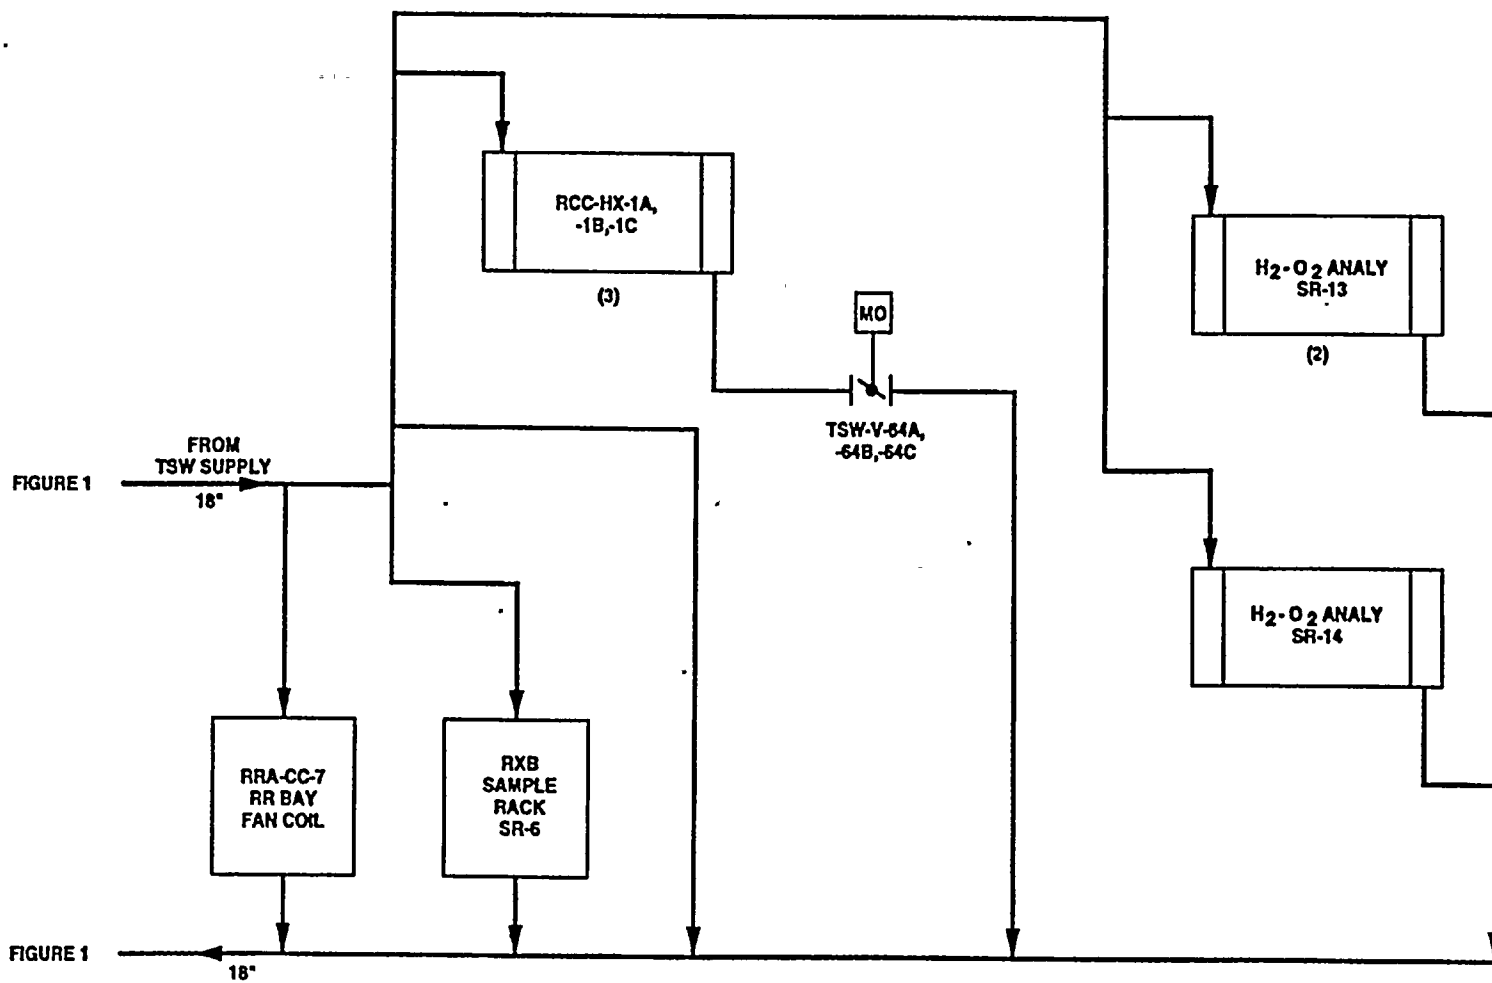 RCC-HX-1A,
-1B,-1C
(3)
MO
TSW-V-64A,
-64B,-64C
H2-O2 ANALY
SR-13
(2)
FROM
TSW SUPPLY
FIGURE 1
18"
H2-O2 ANALY
SR-14
RRA-CC-7
RR BAY
FAN COIL
RXB
SAMPLE
RACK
SR-6
FIGURE 1
18"